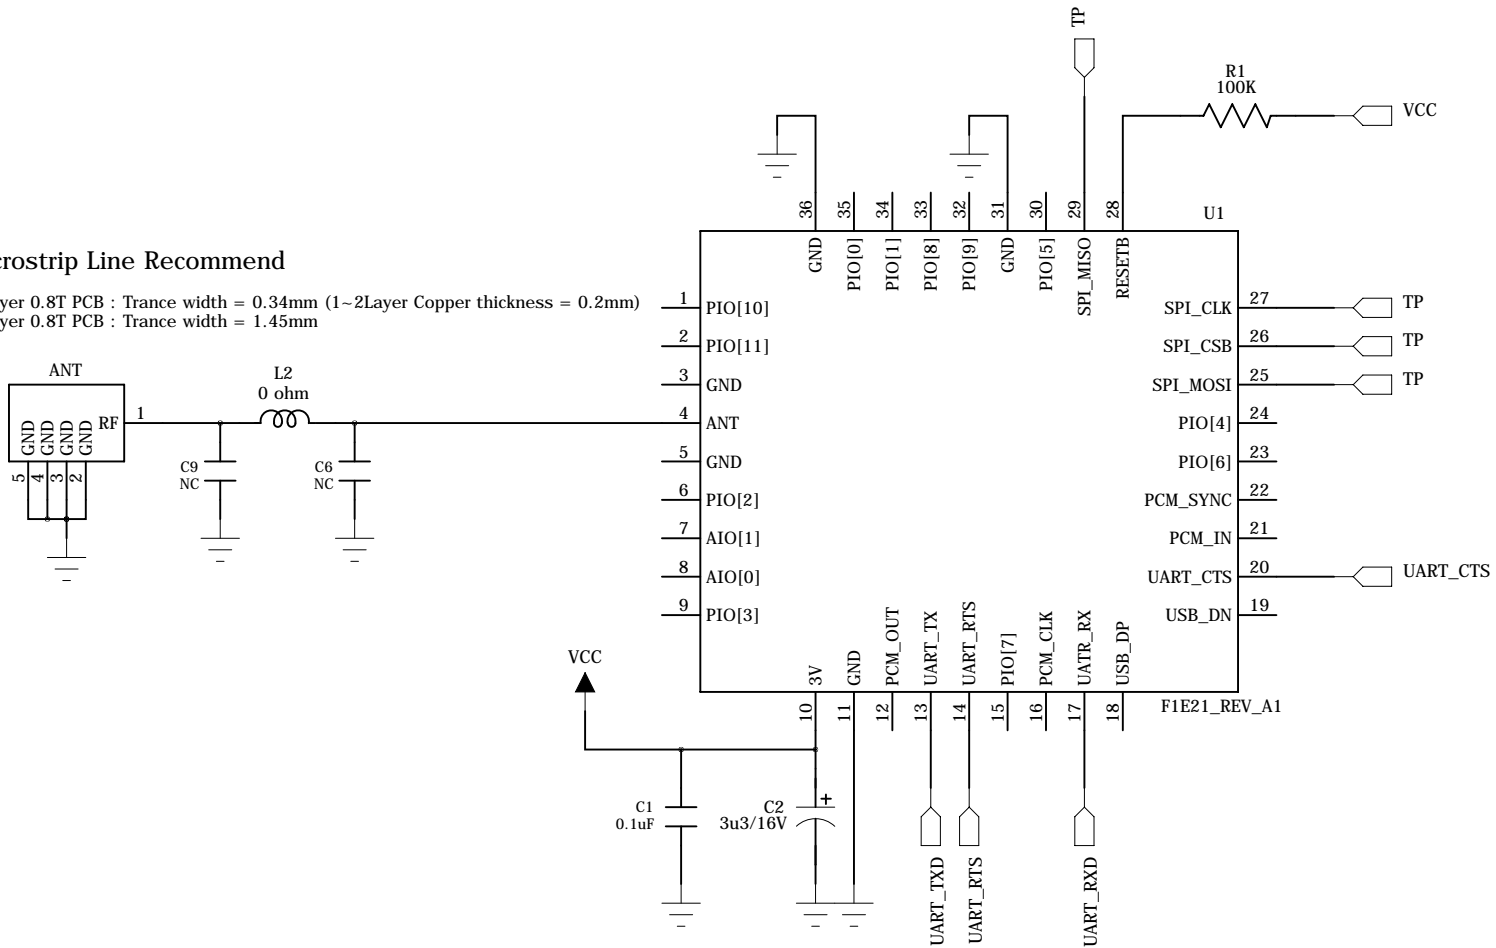 TP
R1
100K
VCC
36
35
34
33
32
31
30
29
28
U1
GND
PIO[0]
PIO[1]
PIO[8]
PIO[9]
GND
PIO[5]
SPI_MISO
RESETB
crostrip Line Recommend
yer 0.8T PCB : Trance width = 0.34mm (1~2Layer Copper thickness = 0.2mm)
yer 0.8T PCB : Trance width = 1.45mm
1 PIO[10]
2 PIO[11]
3 GND
4 ANT
5 GND
6 PIO[2]
7 AIO[1]
8 AIO[0]
9 PIO[3]
SPI_CLK 27 TP
SPI_CSB 26 TP
SPI_MOSI 25 TP
PIO[4] 24
PIO[6] 23
PCM_SYNC 22
PCM_IN 21
UART_CTS 20 UART_CTS
USB_DN 19
ANT
RF 1
GND
GND
GND
GND
5
4
3
2
L2
0 ohm
C9
NC
C6
NC
VCC
3V
GND
PCM_OUT
UART_TX
UART_RTS
PIO[7]
PCM_CLK
UATR_RX
USB_DP
10
11
12
13
14
15
16
17
18
F1E21_REV_A1
C1
0.1uF
C2
3u3/16V
+
UART_TXD
UART_RTS
UART_RXD